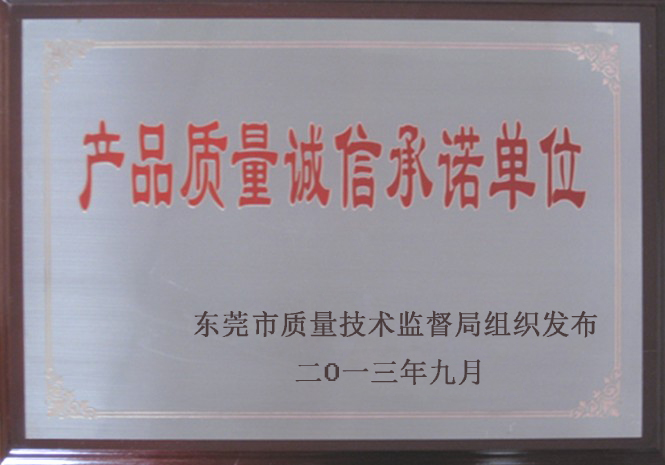 产品质量诚信承诺单位
东莞市质量技术监督局组织发布
二O一三年九月